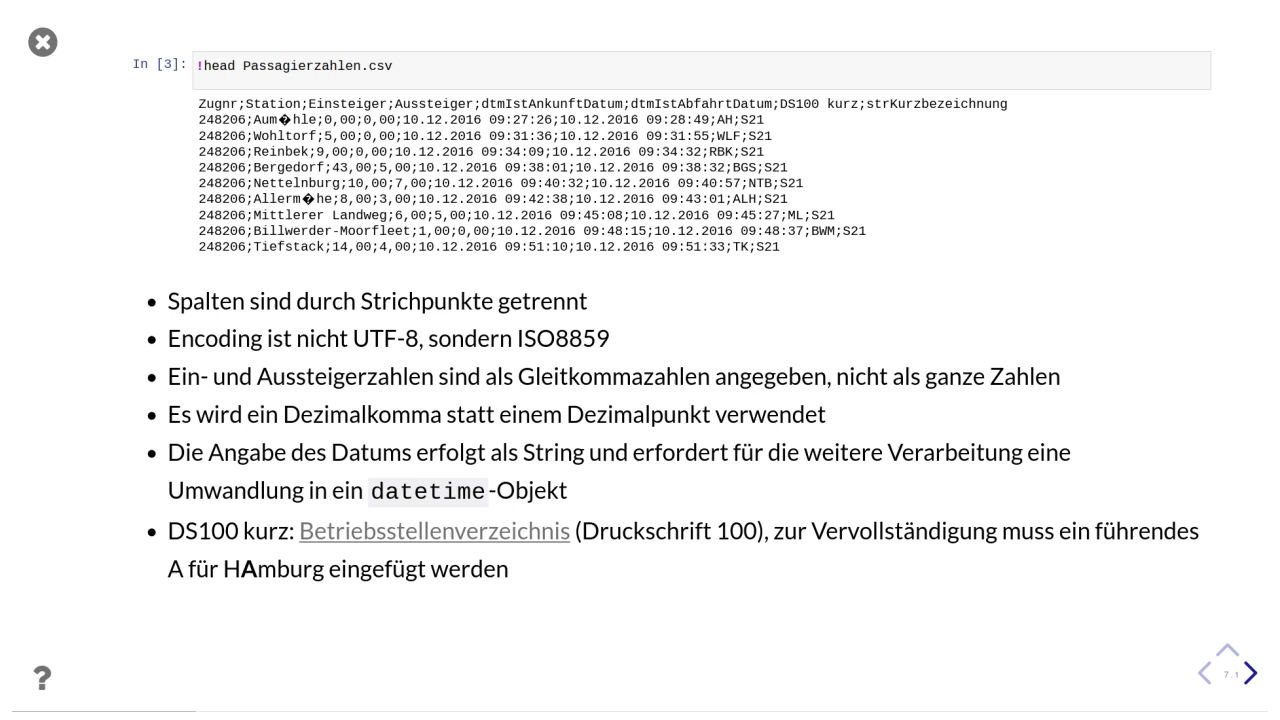 In [3]: !head Passagierzahlen.csv
Zugnr;Station;Einsteiger;Aussteiger;dtmIstAnkunftDatum;dtmIstAbfahrtDatum;DS100 kurz;strKurzbezeichnung
248206;Aum�hle;0,00;0,00;10.12.2016 09:27:26;10.12.2016 09:28:49;AH;S21
248206;Wohltorf;5,00;0,00;10.12.2016 09:31:36;10.12.2016 09:31:55;WLF;S21
248206;Reinbek;9,00;0,00;10.12.2016 09:34:09;10.12.2016 09:34:32;RBK;S21
248206;Bergedorf;43,00;5,00;10.12.2016 09:38:01;10.12.2016 09:38:32;BGS;S21
248206;Nettelnburg;10,00;7,00;10.12.2016 09:40:32;10.12.2016 09:40:57;NTB;S21
248206;Allerm�he;8,00;3,00;10.12.2016 09:42:38;10.12.2016 09:43:01;ALH;S21
248206;Mittlerer Landweg;6,00;5,00;10.12.2016 09:45:08;10.12.2016 09:45:27;ML;S21
248206;Billwerder-Moorfleet;1,00;0,00;10.12.2016 09:48:15;10.12.2016 09:48:37;BWM;S21
248206;Tiefstack;14,00;4,00;10.12.2016 09:51:10;10.12.2016 09:51:33;TK;S21
• Spalten sind durch Strichpunkte getrennt
• Encoding ist nicht UTF-8, sondern ISO8859
• Ein- und Aussteigerzahlen sind als Gleitkommazahlen angegeben, nicht als ganze Zahlen
• Es wird ein Dezimalkomma statt einem Dezimalpunkt verwendet
• Die Angabe des Datums erfolgt als String und erfordert für die weitere Verarbeitung eine
Umwandlung in ein datetime-Objekt
• DS100 kurz: Betriebsstellenverzeichnis (Druckschrift 100), zur Vervollständigung muss ein führendes
A für HAmburg eingefügt werden
?
7.1